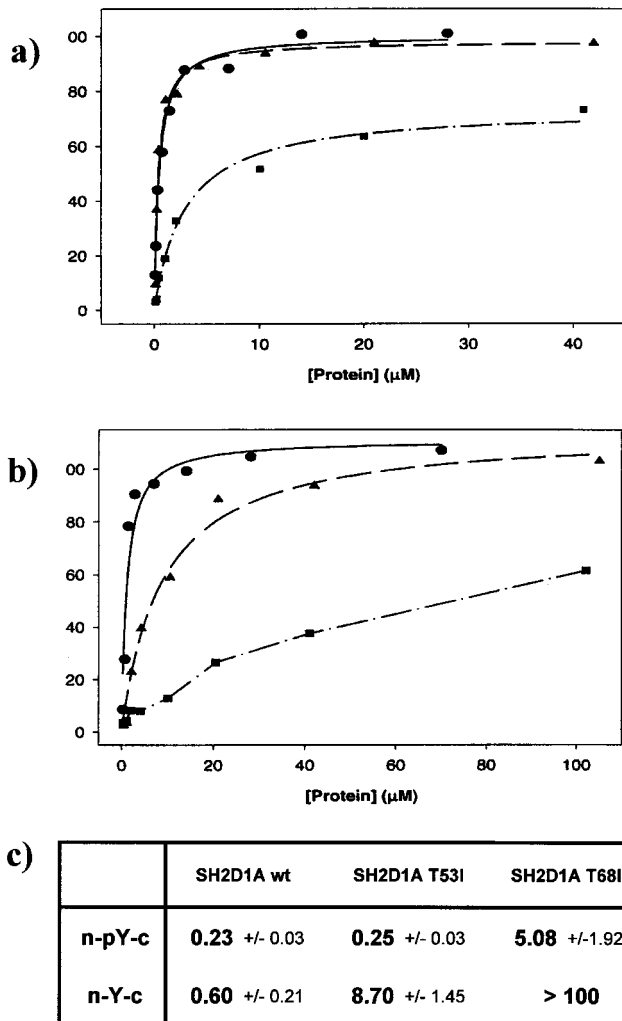 a)
00
80
60
40
20
0
0 10 20 30 40
[Protein] (µM)
b)
00
80
60
40
20
0
0 20 40 60 80 100
[Protein] (µM)
c)
SH2D1A wt SH2D1A T53I SH2D1A T68I
n-pY-c 0.23 +/- 0.03 0.25 +/- 0.03 5.08 +/-1.92
n-Y-c 0.60 +/- 0.21 8.70 +/- 1.45 > 100